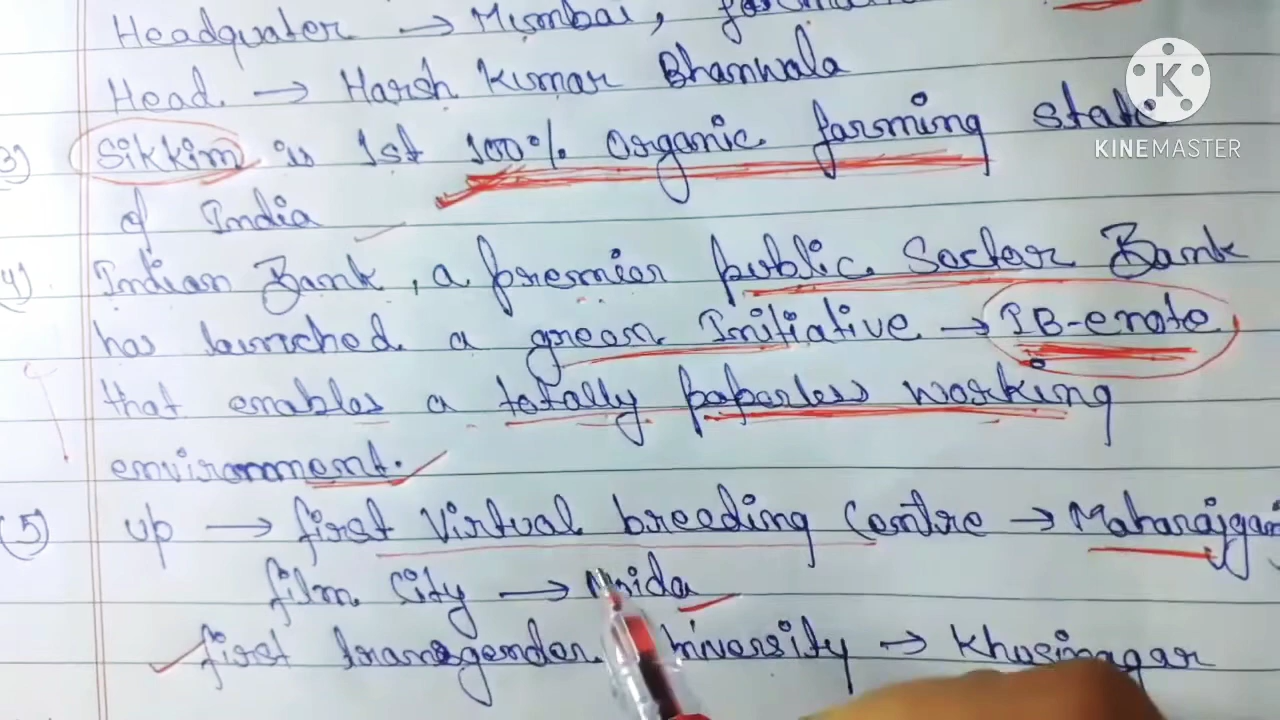 Headquater → Mumbai,
Head. → Harsh Kumar Bhanwala
3) Sikkim is 1st 100% organic farming state
of India
4) Indian Bank, a premier public Sector Bank
has launched a green Initiative → IB-enote
that enables a totally paperless working
environment.
(5) up → first virtual breeding Centre → Maharajgan
film City → Noida
first transgender University → Khusinagar
K
KINEMASTER